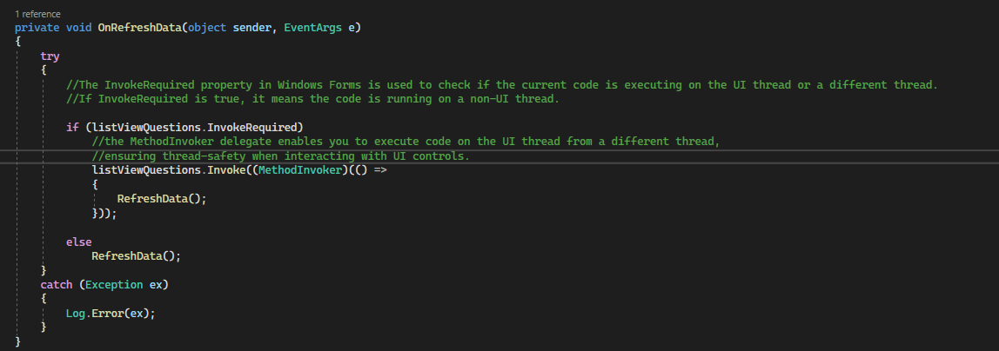 1 reference
private void OnRefreshData(object sender, EventArgs e)
{
try
{
//The InvokeRequired property in Windows Forms is used to check if the current code is executing on the UI thread or a different thread.
//If InvokeRequired is true, it means the code is running on a non-UI thread.
if (listViewQuestions.InvokeRequired)
//the MethodInvoker delegate enables you to execute code on the UI thread from a different thread,
//ensuring thread-safety when interacting with UI controls.
listViewQuestions.Invoke((MethodInvoker)(() =>
{
RefreshData();
}));
else
RefreshData();
}
catch (Exception ex)
{
Log.Error(ex);
}
}